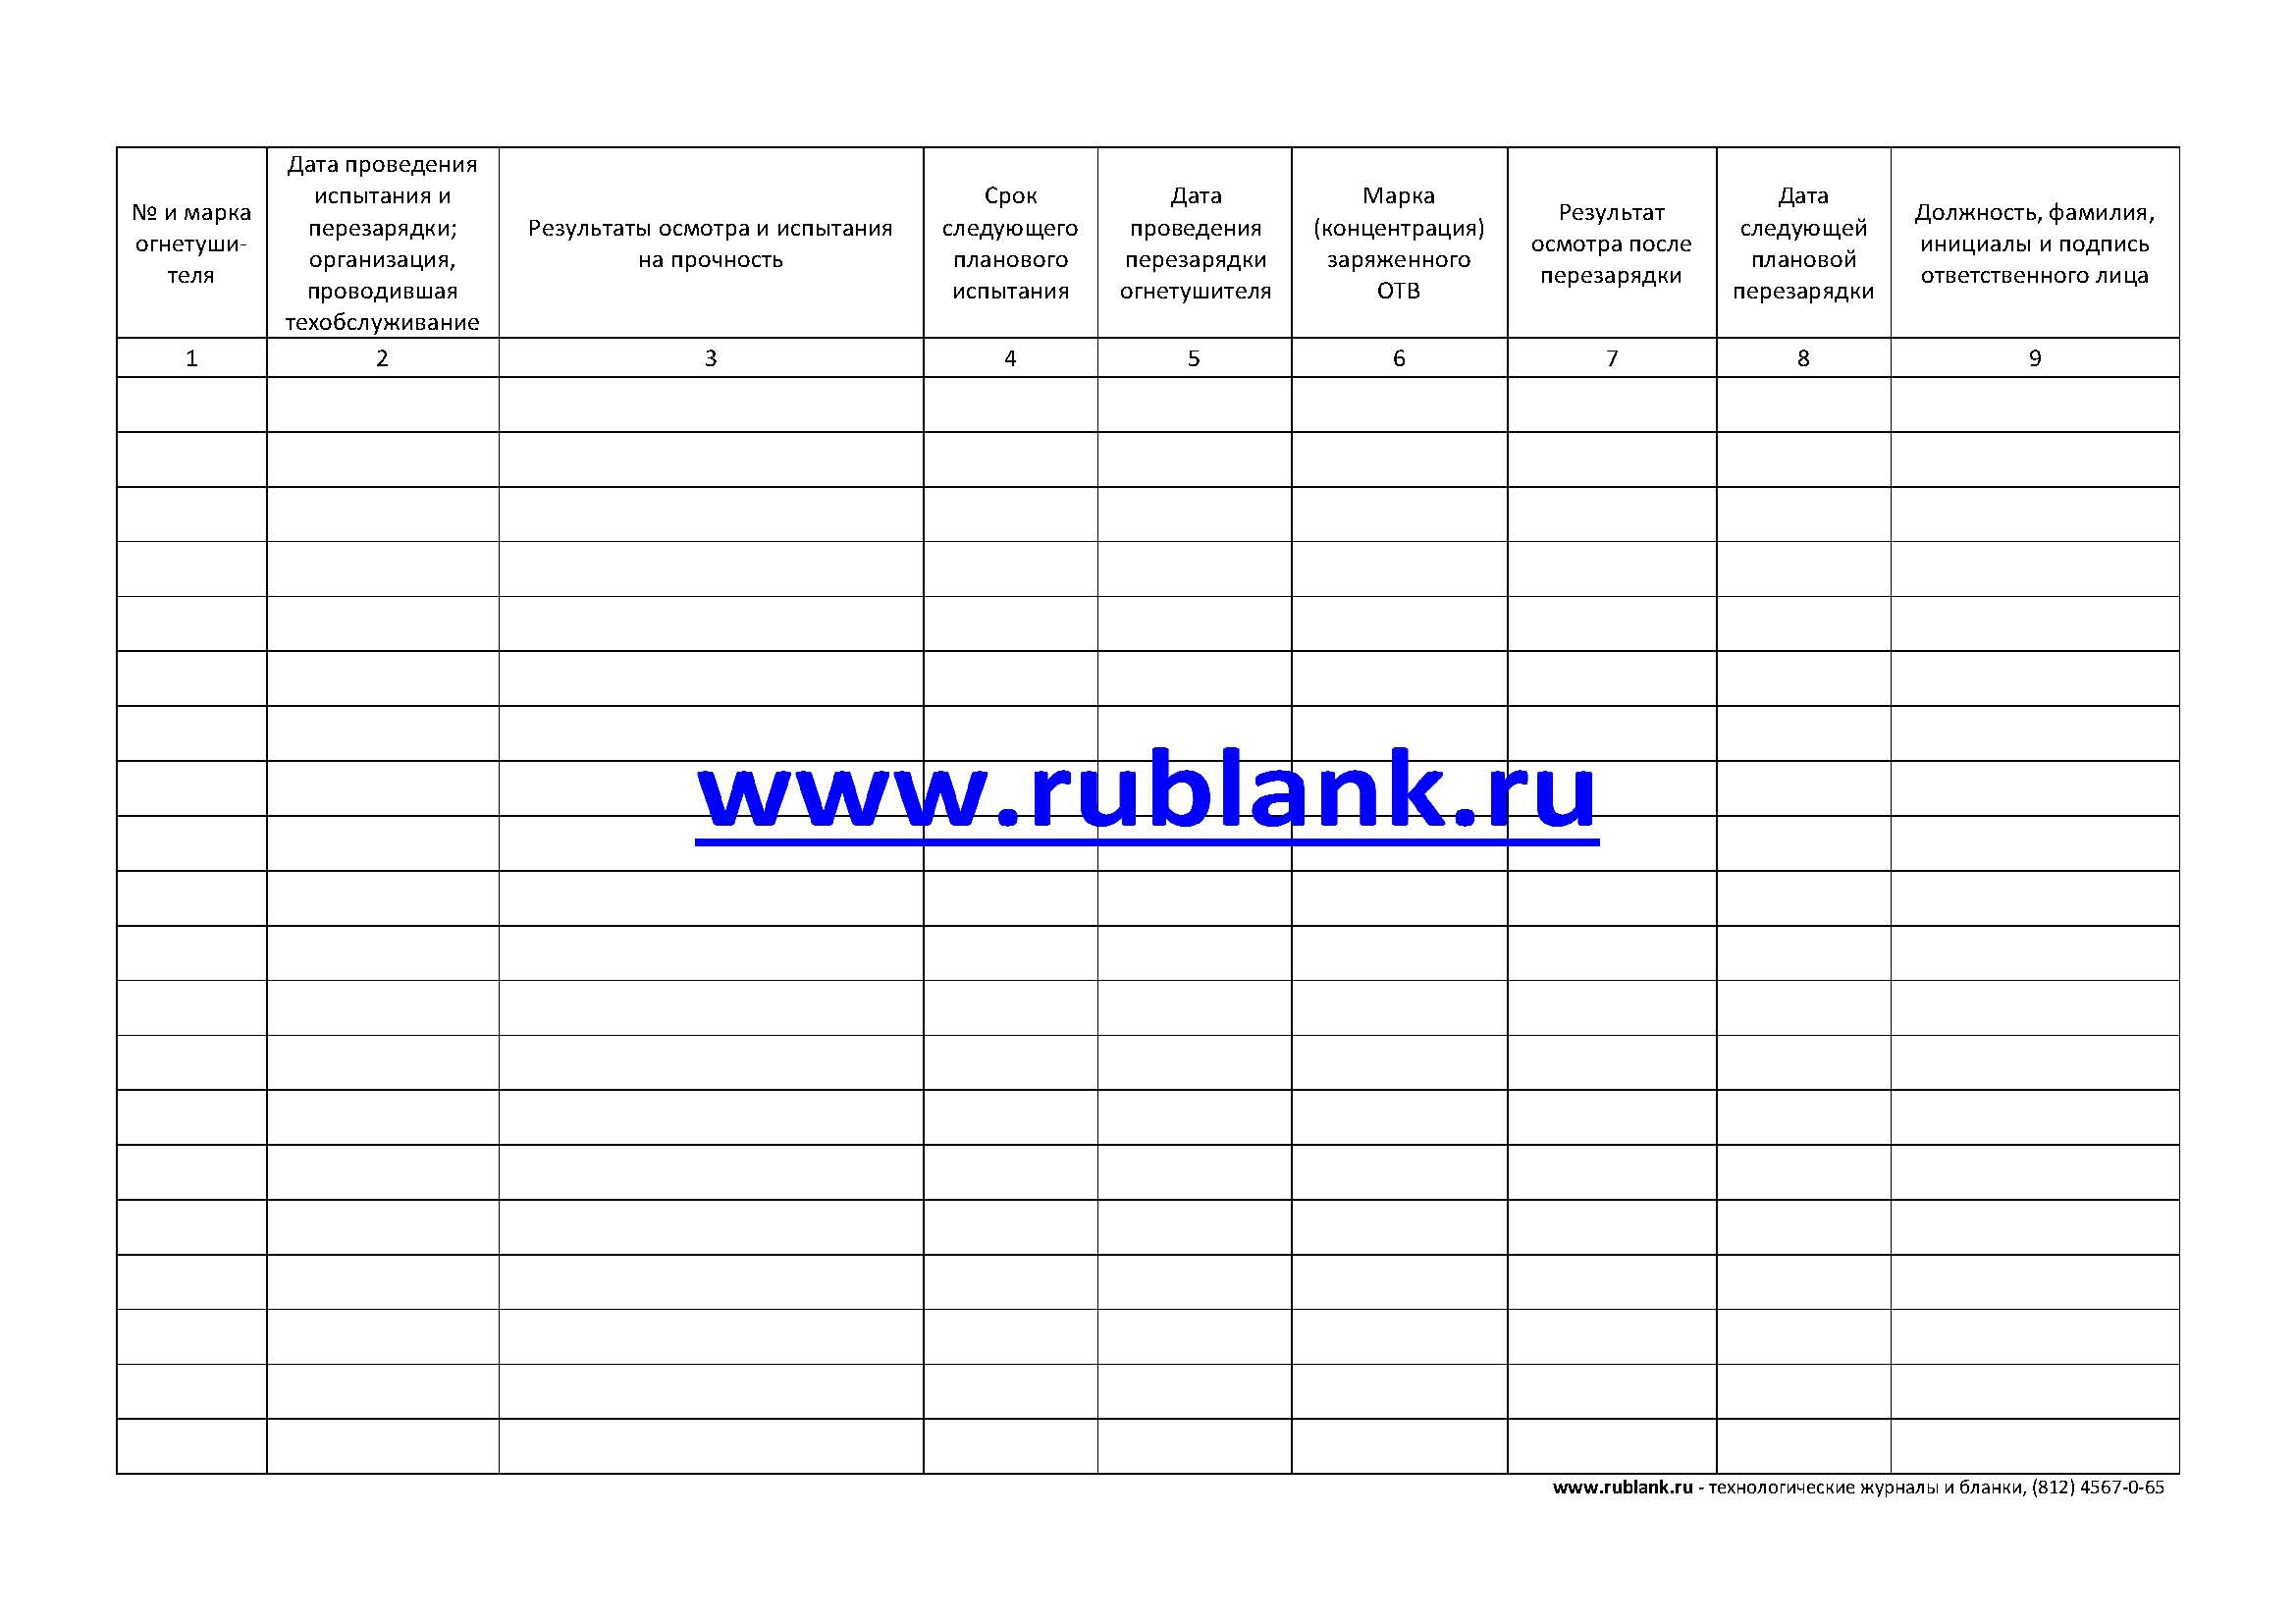 № и марка
огнетуши-
теля
Дата проведения
испытания и
перезарядки;
организация,
проводившая
техобслуживание
Результаты осмотра и испытания
на прочность
Срок
следующего
планового
испытания
Дата
проведения
перезарядки
огнетушителя
Марка
(концентрация)
заряженного
ОТВ
Результат
осмотра после
перезарядки
Дата
следующей
плановой
перезарядки
Должность, фамилия,
инициалы и подпись
ответственного лица
1 2 3 4 5 6 7 8 9
www.rublank.ru
www.rublank.ru - технологические журналы и бланки, (812) 4567-0-65